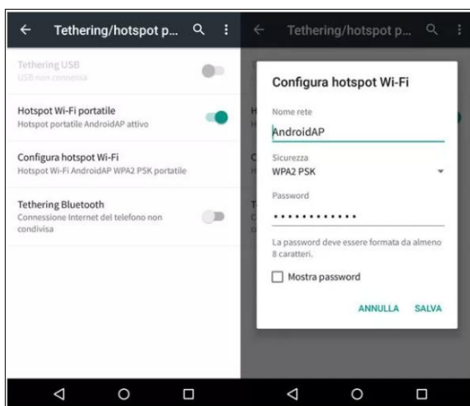 Tethering/hotspot p...
Tethering USB
USB non connessa
Hotspot Wi-Fi portatile
Hotspot portatile AndroidAP attivo
Configura hotspot Wi-Fi
Hotspot Wi-Fi AndroidAP WPA2 PSK portatile
Tethering Bluetooth
Connessione Internet del telefono non
condivisa
Tethering/hotspot p...
Configura hotspot Wi-Fi
Nome rete
AndroidAP
Sicurezza
WPA2 PSK
Password
••••••••••••
La password deve essere formata da almeno
8 caratteri.
Mostra password
ANNULLA SALVA